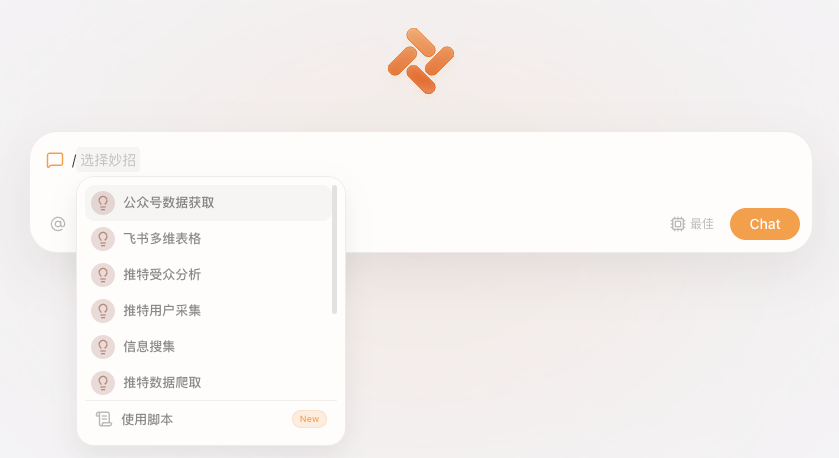 /选择妙招
公众号数据获取
飞书多维表格
推特受众分析
推特用户采集
信息搜集
推特数据爬取
使用脚本 New
@
最佳 Chat